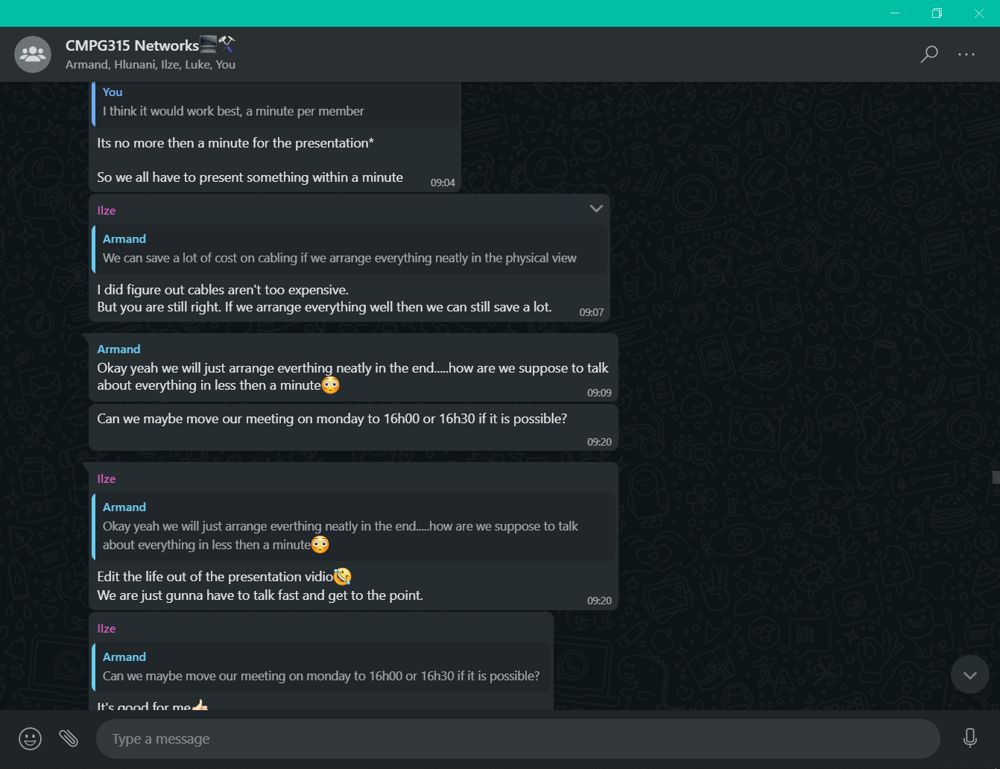 CMPG315 Networks
Armand, Hlunani, Ilze, Luke, You
You
I think it would work best, a minute per member
Its no more then a minute for the presentation*
So we all have to present something within a minute
09:04
Ilze
Armand
We can save a lot of cost on cabling if we arrange everything neatly in the physical view
I did figure out cables aren't too expensive.
But you are still right. If we arrange everything well then we can still save a lot.
09:07
Armand
Okay yeah we will just arrange everthing neatly in the end.....how are we suppose to talk
about everything in less then a minute😳
09:09
Can we maybe move our meeting on monday to 16h00 or 16h30 if it is possible?
09:20
Ilze
Armand
Okay yeah we will just arrange everthing neatly in the end.....how are we suppose to talk
about everything in less then a minute😳
Edit the life out of the presentation vidio🤣
We are just gunna have to talk fast and get to the point.
09:20
Ilze
Armand
Can we maybe move our meeting on monday to 16h00 or 16h30 if it is possible?
It's good for me👍🏻
Type a message